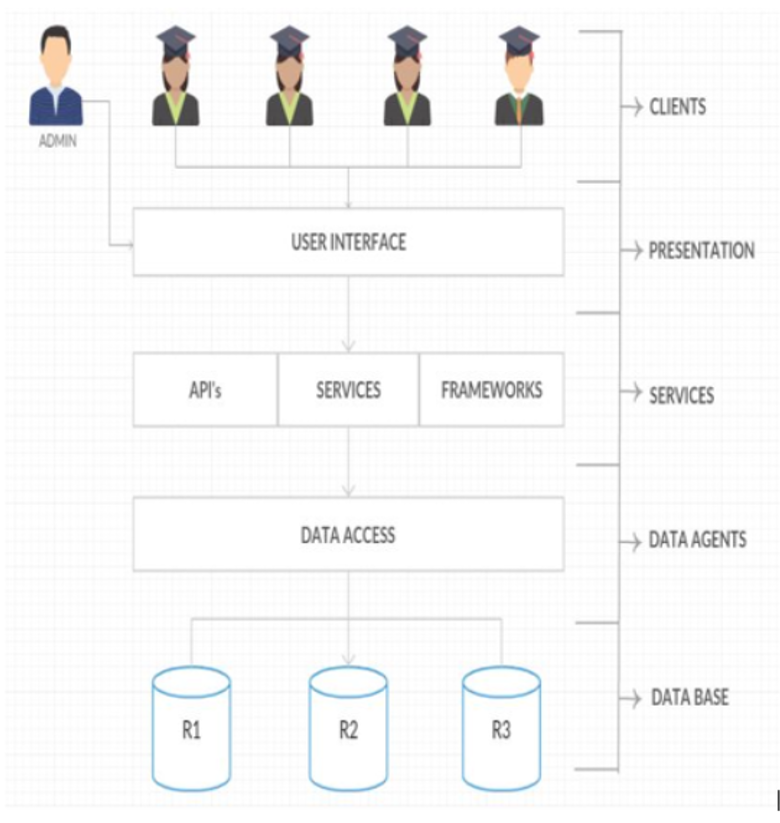 ADMIN
CLIENTS
USER INTERFACE
PRESENTATION
API's
SERVICES
FRAMEWORKS
SERVICES
DATA ACCESS
DATA AGENTS
R1
R2
R3
DATA BASE